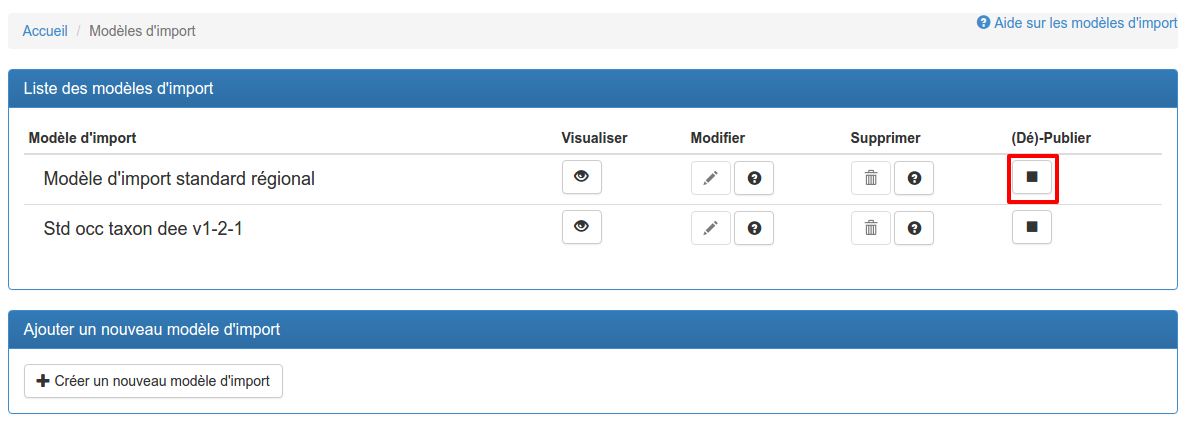 Accueil / Modèles d'import
Aide sur les modèles d'import
Liste des modèles d'import
Modèle d'import Visualiser Modifier Supprimer (Dé)-Publier
Modèle d'import standard régional
Std occ taxon dee v1-2-1
Ajouter un nouveau modèle d'import
Créer un nouveau modèle d'import